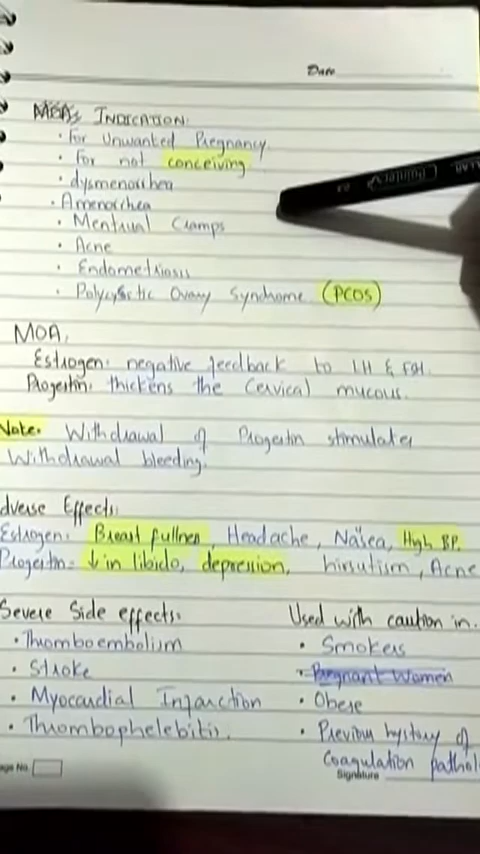 Date
MOA; INDICATION:
• For Unwanted Pregnancy
• For not conceiving
• dysmenorrhea
• Amenorrhea
• Menstrual Cramps
• Acne
• Endometriosis
• Polycystic Ovary Syndrome (PCOS)
MOA,
Estrogen: negative feedback to LH & FSH.
Progestin: thickens the Cervical mucous.
Note: Withdrawal of Progestin stimulates
Withdrawal bleeding.
dverse Effects:
Estrogen: Breast fullness, Headache, Nausea, High BP.
Progestin: ↓ in libido, depression, hirsutism, Acne
Severe Side effects:
• Thromboembolism
• Stroke
• Myocardial Infarction
• Thrombophelebitis.
Used with caution in.
• Smokers
• Pregnant Women
• Obese
• Previous hystory of
Coagulation pathol
age No
Signature